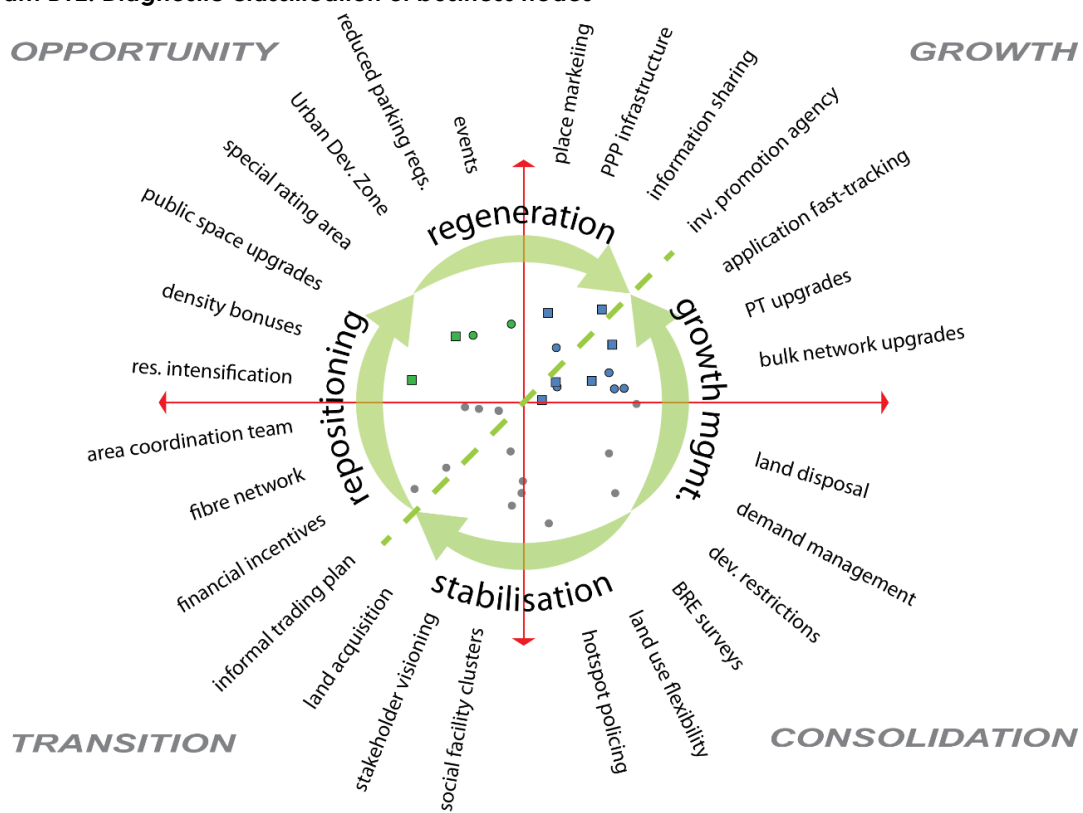 OPPORTUNITY
GROWTH
reduced parking reqs.
Urban Dev. Zone
special rating area
public space upgrades
density bonuses
res. intensification
events
place markeiing
PPP infrastructure
information sharing
inv. promotion agency
application fast-tracking
PT upgrades
bulk network upgrades
regeneration
growth mgmt.
repositioning
stabilisation
area coordination team
fibre network
financial incentives
informal trading plan
land acquisition
stakeholder visioning
social facility clusters
hotspot policing
land use flexibility
BRE surveys
dev. restrictions
demand management
land disposal
TRANSITION
CONSOLIDATION